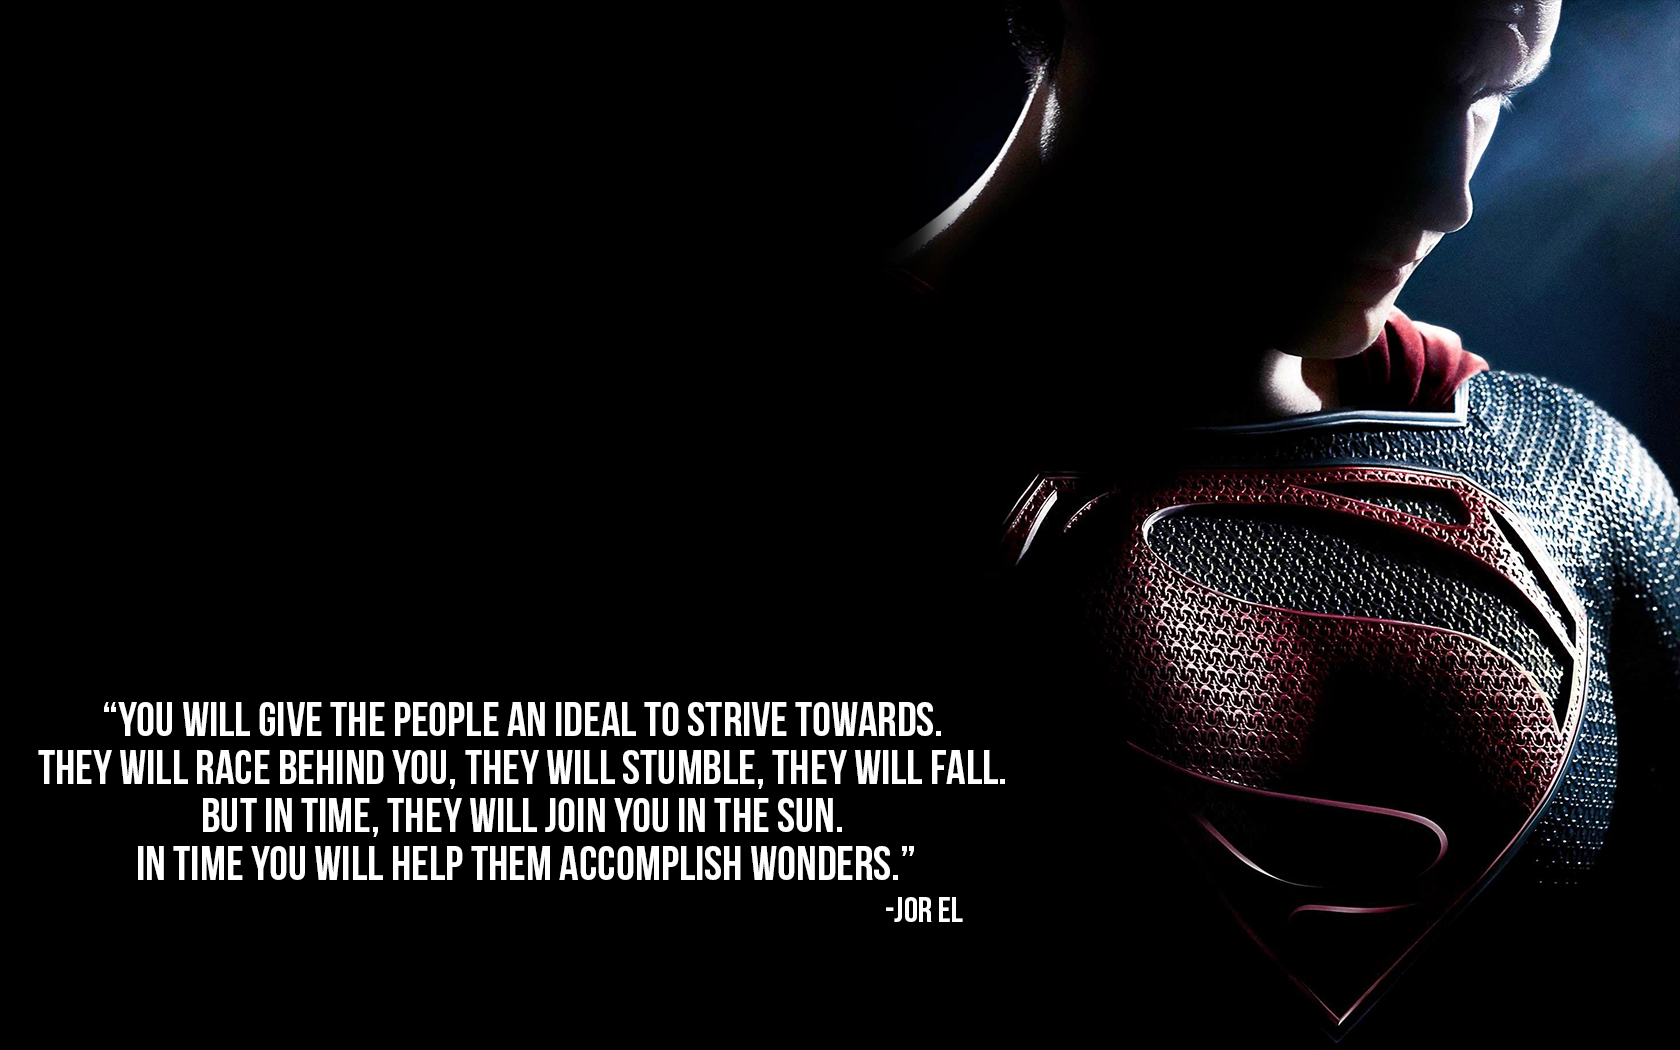 “YOU WILL GIVE THE PEOPLE AN IDEAL TO STRIVE TOWARDS.
THEY WILL RACE BEHIND YOU, THEY WILL STUMBLE, THEY WILL FALL.
BUT IN TIME, THEY WILL JOIN YOU IN THE SUN.
IN TIME YOU WILL HELP THEM ACCOMPLISH WONDERS.”
-JOR EL